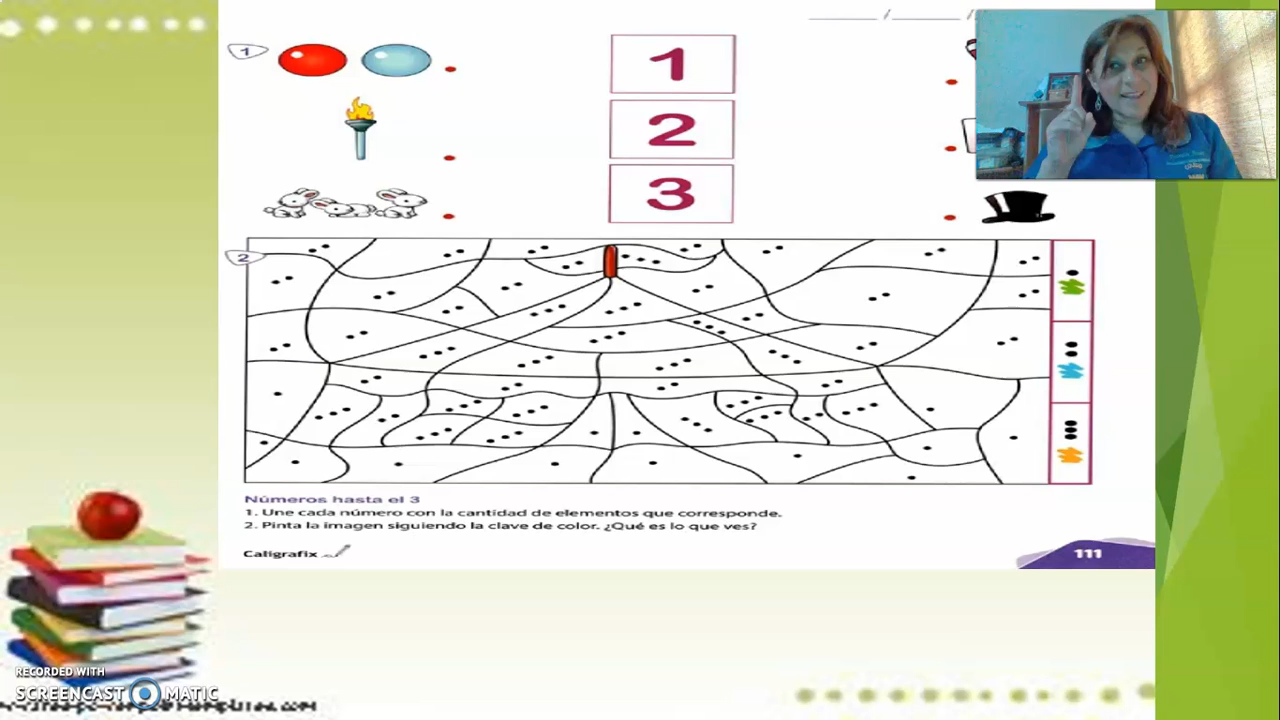 1
1
2
3
2
Números hasta el 3
1. Une cada número con la cantidad de elementos que corresponde.
2. Pinta la imagen siguiendo la clave de color. ¿Qué es lo que ves?
Caligrafix
111
RECORDED WITH
SCREENCAST MATIC